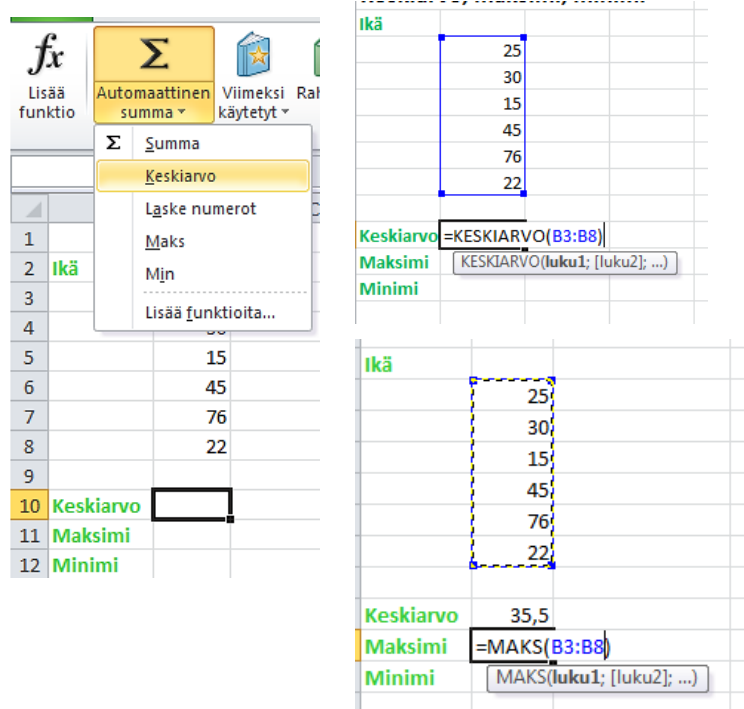 fx Σ
Lisää Automaattinen Viimeksi
funktio summa käytetyt
Σ Summa
Keskiarvo
Laske numerot
Maks
Min
Lisää funktioita...
1
2 Ikä
3
4
5 15
6 45
7 76
8 22
9
10 Keskiarvo
11 Maksimi
12 Minimi
Ikä
25
30
15
45
76
22
Keskiarvo =KESKIARVO(B3:B8)
Maksimi KESKIARVO(luku1; [luku2]; ...)
Minimi
Ikä
25
30
15
45
76
22
Keskiarvo 35,5
Maksimi =MAKS(B3:B8)
Minimi MAKS(luku1; [luku2]; ...)